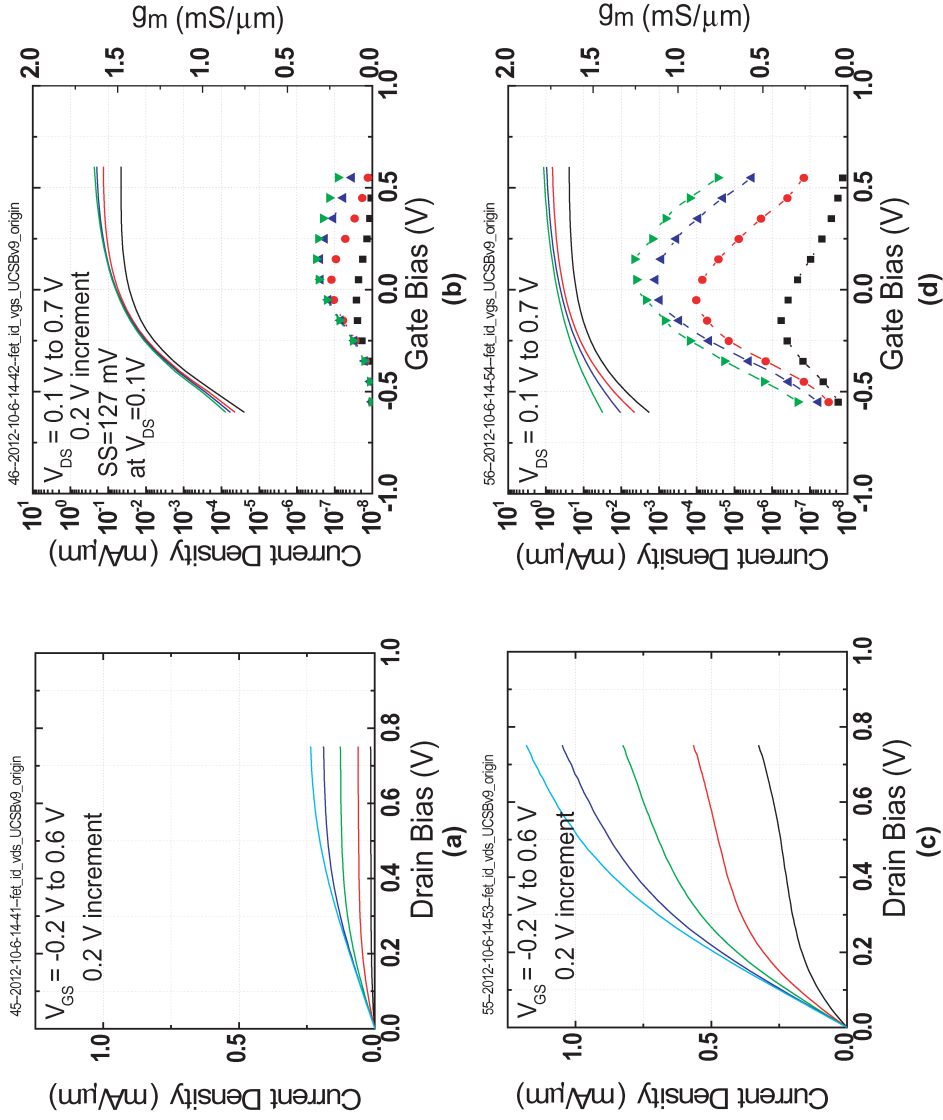 45--2012-10-6-14-41--fet_id_vds_UCSBv9_origin
V_GS = -0.2 V to 0.6 V
0.2 V increment
Current Density (mA/μm)
1.0
0.5
0.0
0.0 0.2 0.4 0.6 0.8 1.0
Drain Bias (V)
(a)
46--2012-10-6-14-42--fet_id_vgs_UCSBv9_origin
V_DS = 0.1 V to 0.7 V
0.2 V increment
SS=127 mV
at V_DS=0.1V
Current Density (mA/μm)
10^1
10^0
10^-1
10^-2
10^-3
10^-4
10^-5
10^-6
10^-7
10^-8
-1.0 -0.5 0.0 0.5 1.0
Gate Bias (V)
(b)
2.0
1.5
1.0
0.5
0.0
g_m (mS/μm)
55--2012-10-6-14-53--fet_id_vds_UCSBv9_origin
V_GS = -0.2 V to 0.6 V
0.2 V increment
Current Density (mA/μm)
1.0
0.5
0.0
0.0 0.2 0.4 0.6 0.8 1.0
Drain Bias (V)
(c)
56--2012-10-6-14-54--fet_id_vgs_UCSBv9_origin
V_DS = 0.1 V to 0.7 V
Current Density (mA/μm)
10^1
10^0
10^-1
10^-2
10^-3
10^-4
10^-5
10^-6
10^-7
10^-8
-1.0 -0.5 0.0 0.5 1.0
Gate Bias (V)
(d)
2.0
1.5
1.0
0.5
0.0
g_m (mS/μm)